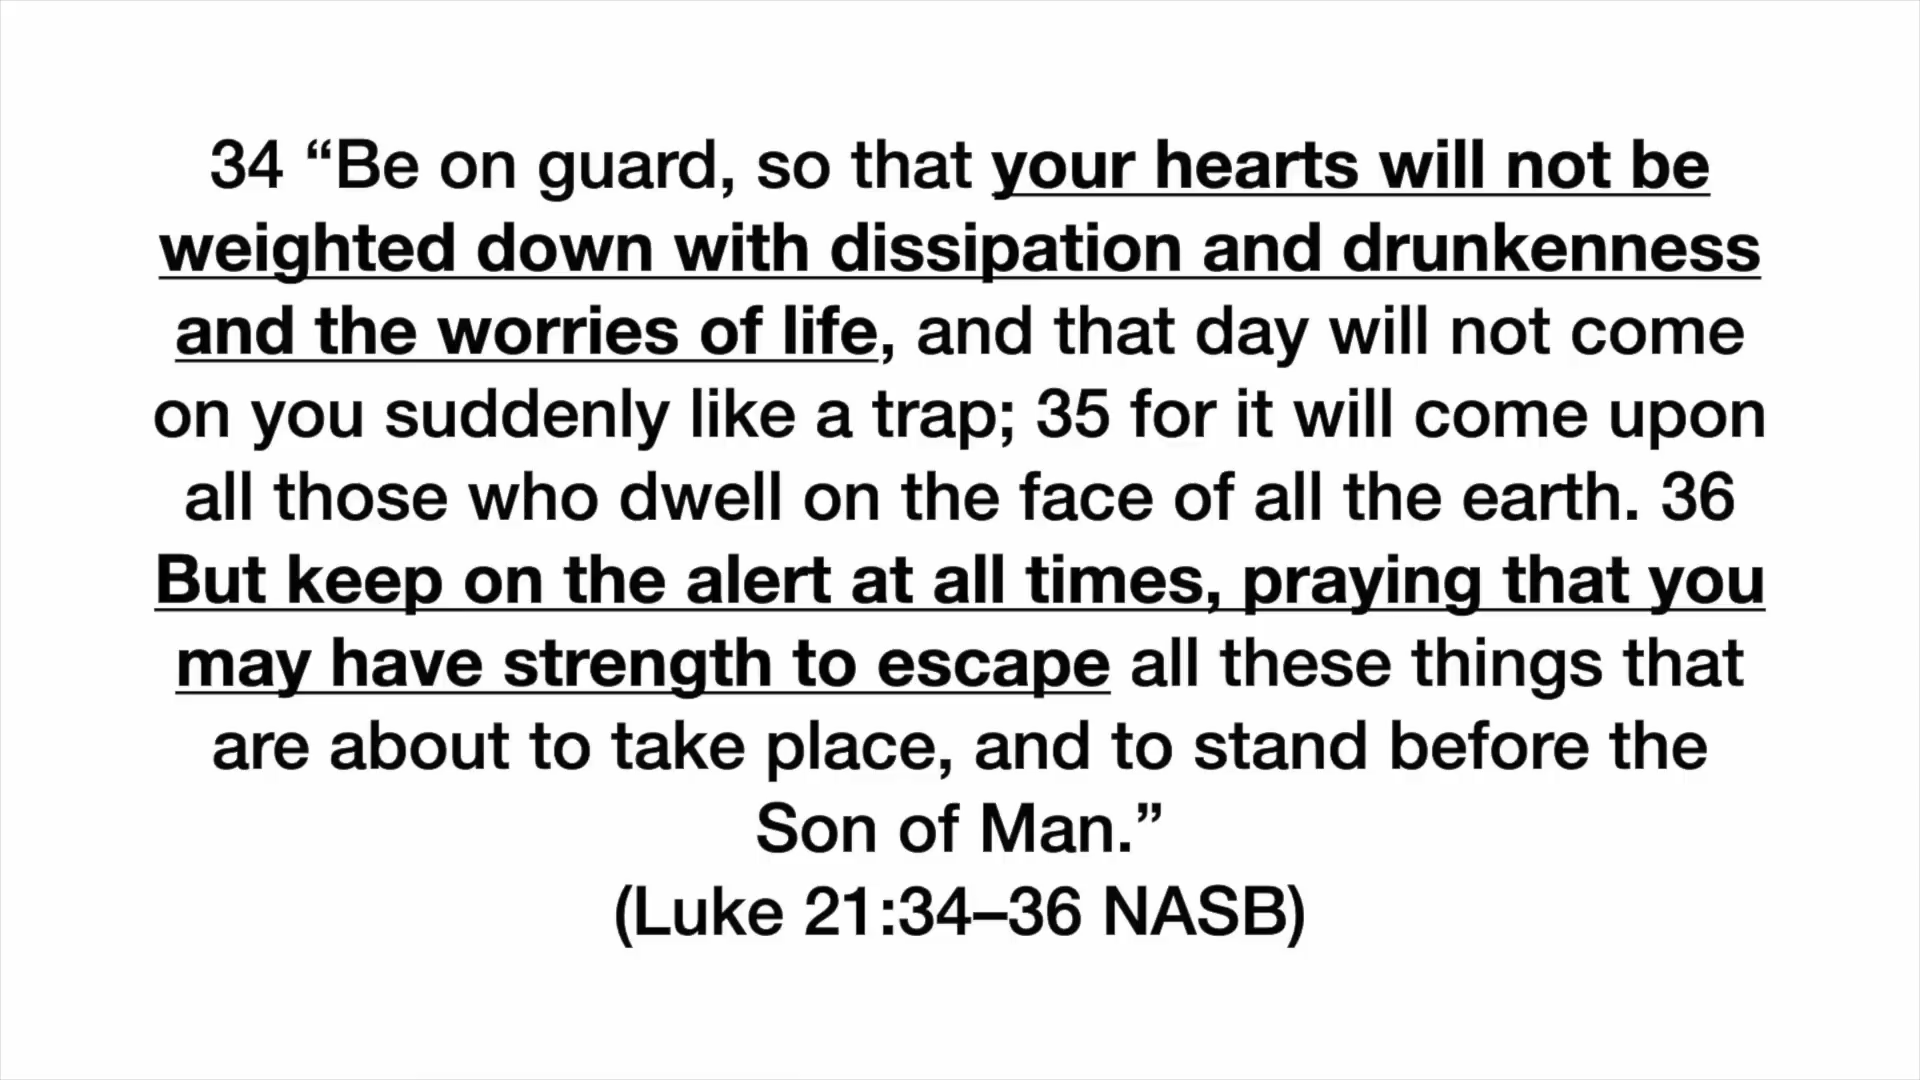 34 “Be on guard, so that your hearts will not be
weighted down with dissipation and drunkenness
and the worries of life, and that day will not come
on you suddenly like a trap; 35 for it will come upon
all those who dwell on the face of all the earth. 36
But keep on the alert at all times, praying that you
may have strength to escape all these things that
are about to take place, and to stand before the
Son of Man.”
(Luke 21:34–36 NASB)